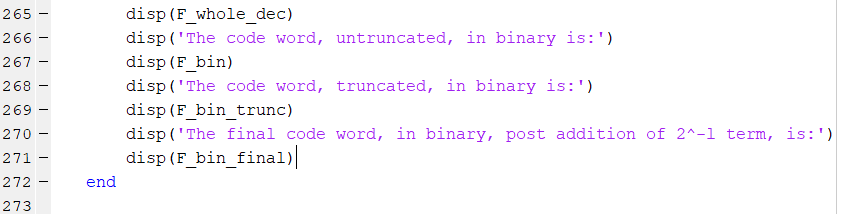 265 – disp(F_whole_dec)
266 – disp('The code word, untruncated, in binary is:')
267 – disp(F_bin)
268 – disp('The code word, truncated, in binary is:')
269 – disp(F_bin_trunc)
270 – disp('The final code word, in binary, post addition of 2^-l term, is:')
271 – disp(F_bin_final)
272 – end
273